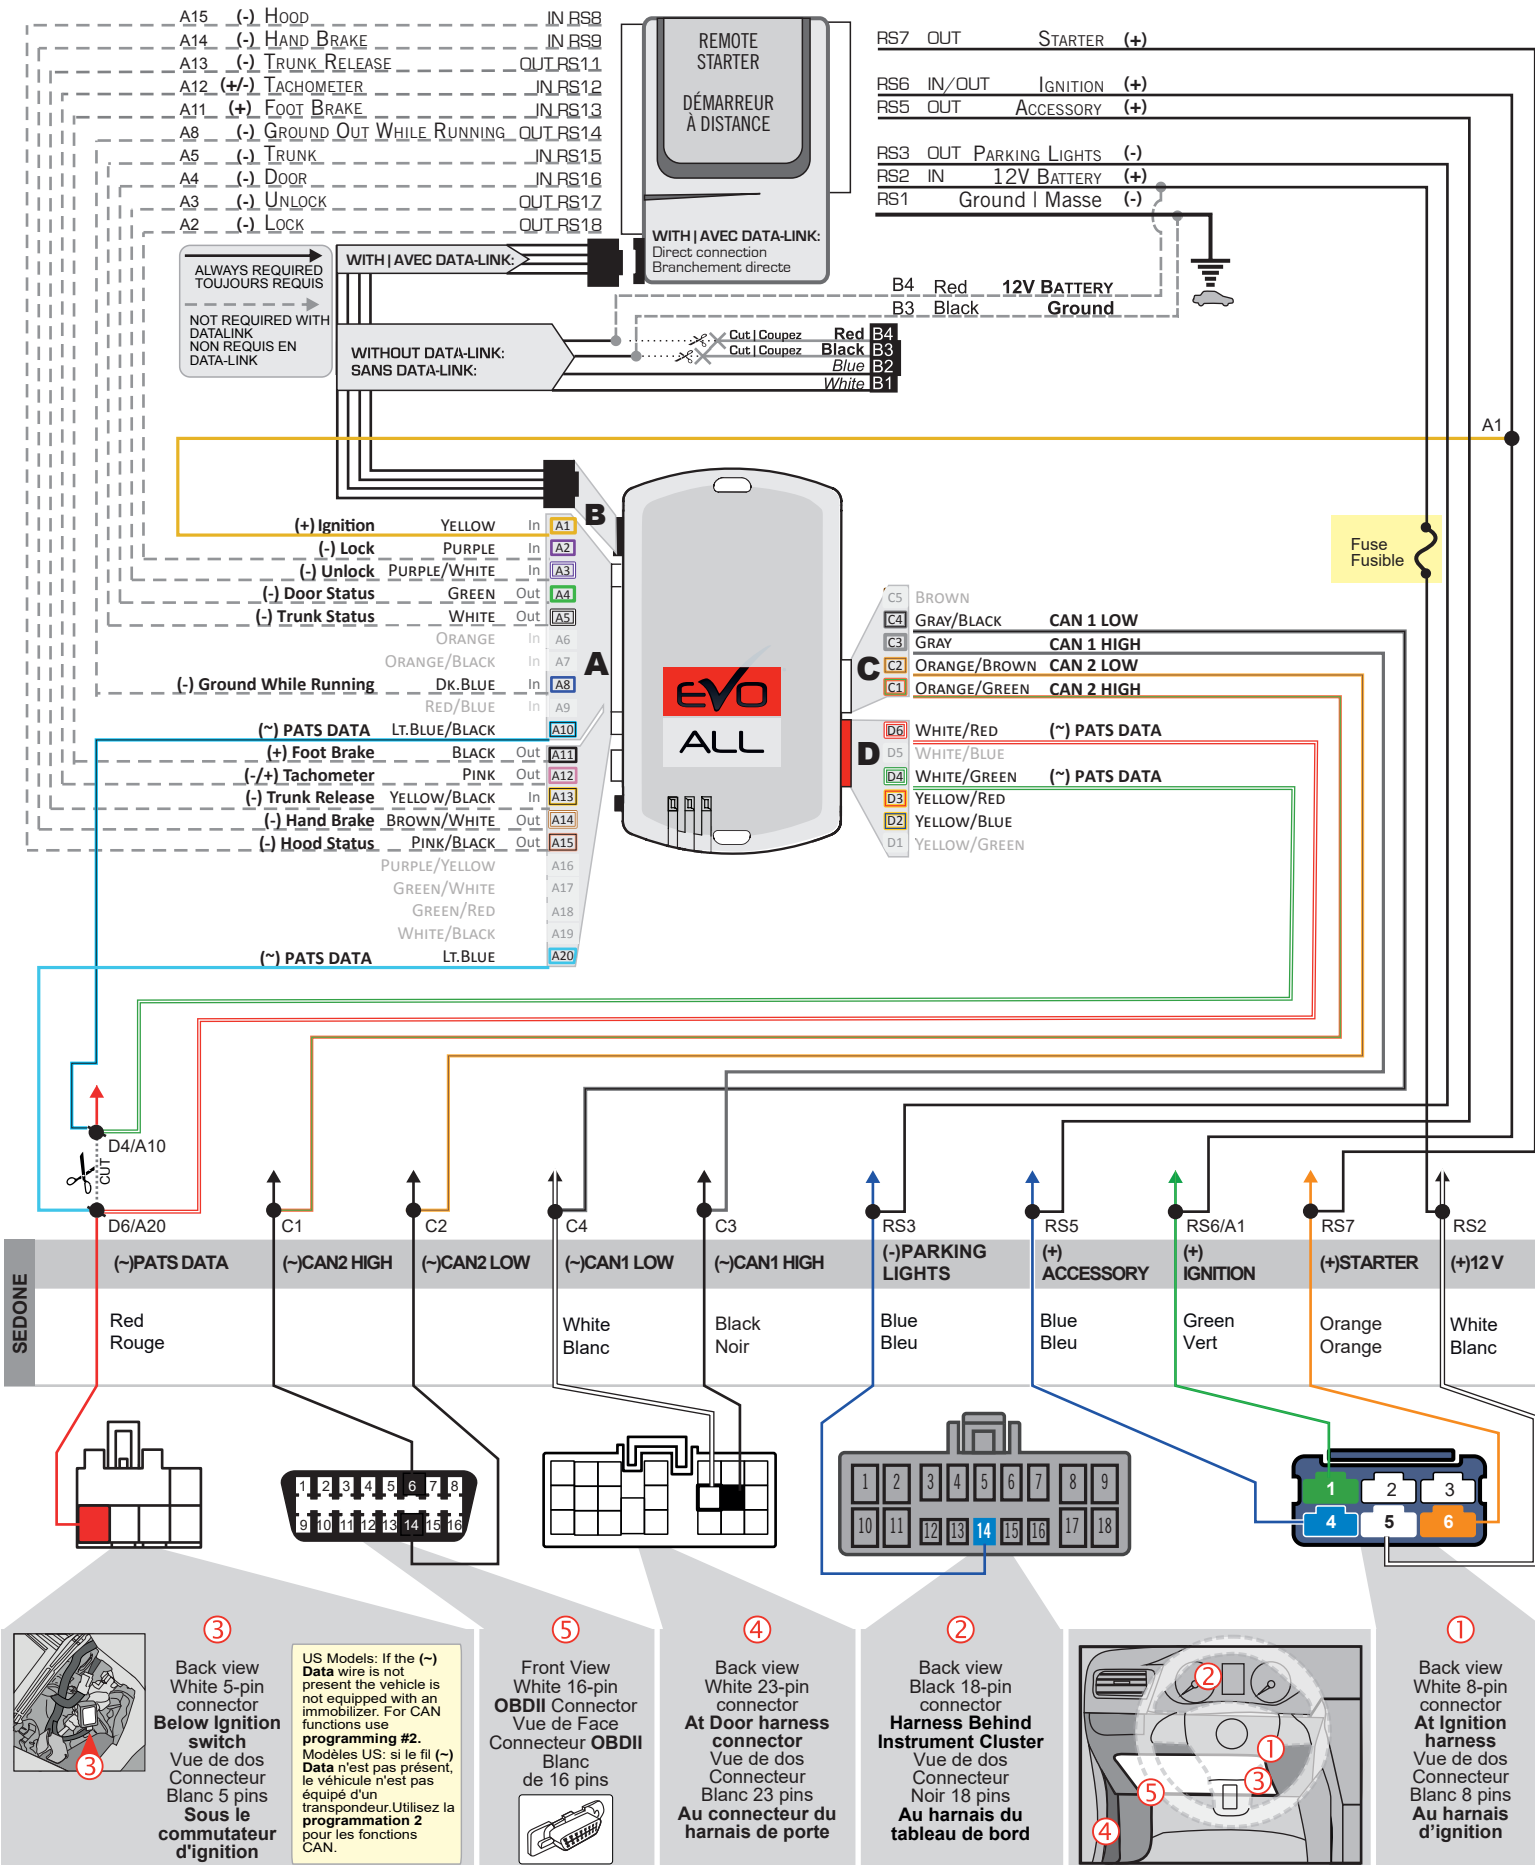 A15 (-) HOOD IN RS8
A14 (-) HAND BRAKE IN RS9
A13 (-) TRUNK RELEASE OUT RS11
A12 (+/-) TACHOMETER IN RS12
A11 (+) FOOT BRAKE IN RS13
A8 (-) GROUND OUT WHILE RUNNING OUT RS14
A5 (-) TRUNK IN RS15
A4 (-) DOOR IN RS16
A3 (-) UNLOCK OUT RS17
A2 (-) LOCK OUT RS18
REMOTE
STARTER
DÉMARREUR
À DISTANCE
WITH | AVEC DATA-LINK:
Direct connection
Branchement directe
RS7 OUT STARTER (+)
RS6 IN/OUT IGNITION (+)
RS5 OUT ACCESSORY (+)
RS3 OUT PARKING LIGHTS (-)
RS2 IN 12V BATTERY (+)
RS1 Ground | Masse (-)
ALWAYS REQUIRED
TOUJOURS REQUIS
NOT REQUIRED WITH
DATALINK
NON REQUIS EN
DATA-LINK
WITH | AVEC DATA-LINK:
WITHOUT DATA-LINK:
SANS DATA-LINK:
B4 Red 12V BATTERY
B3 Black Ground
Cut | Coupez Red B4
Cut | Coupez Black B3
Blue B2
White B1
A1
Fuse
Fusible
B
A
(+) Ignition YELLOW In A1
(-) Lock PURPLE In A2
(-) Unlock PURPLE/WHITE In A3
(-) Door Status GREEN Out A4
(-) Trunk Status WHITE Out A5
ORANGE In A6
ORANGE/BLACK In A7
(-) Ground While Running DK.BLUE In A8
RED/BLUE In A9
(~) PATS DATA LT.BLUE/BLACK A10
(+) Foot Brake BLACK Out A11
(-/+) Tachometer PINK Out A12
(-) Trunk Release YELLOW/BLACK In A13
(-) Hand Brake BROWN/WHITE Out A14
(-) Hood Status PINK/BLACK Out A15
PURPLE/YELLOW A16
GREEN/WHITE A17
GREEN/RED A18
WHITE/BLACK A19
(~) PATS DATA LT.BLUE A20
EVO
ALL
C
C5 BROWN
C4 GRAY/BLACK CAN 1 LOW
C3 GRAY CAN 1 HIGH
C2 ORANGE/BROWN CAN 2 LOW
C1 ORANGE/GREEN CAN 2 HIGH
D
D6 WHITE/RED (~) PATS DATA
D5 WHITE/BLUE
D4 WHITE/GREEN (~) PATS DATA
D3 YELLOW/RED
D2 YELLOW/BLUE
D1 YELLOW/GREEN
D4/A10
CUT
D6/A20 C1 C2 C4 C3 RS3 RS5 RS6/A1 RS7 RS2
SEDONE
(~)PATS DATA (~)CAN2 HIGH (~)CAN2 LOW (~)CAN1 LOW (~)CAN1 HIGH
(-)PARKING
LIGHTS
(+)
ACCESSORY
(+)
IGNITION
(+)STARTER
(+)12 V
Red
Rouge
White
Blanc
Black
Noir
Blue
Bleu
Blue
Bleu
Green
Vert
Orange
Orange
White
Blanc
1 2 3 4 5 6 7 8
9 10 11 12 13 14 15 16
1 2 3 4 5 6 7 8 9
10 11 12 13 14 15 16 17 18
1 2 3
4 5 6
3
3
Back view
White 5-pin
connector
Below Ignition
switch
Vue de dos
Connecteur
Blanc 5 pins
Sous le
commutateur
d'ignition
US Models: If the (~)
Data wire is not
present the vehicle is
not equipped with an
immobilizer. For CAN
functions use
programming #2.
Modèles US: si le fil (~)
Data n'est pas présent,
le véhicule n'est pas
équipé d'un
transpondeur.Utilisez la
programmation 2
pour les fonctions
CAN.
5
Front View
White 16-pin
OBDII Connector
Vue de Face
Connecteur OBDII
Blanc
de 16 pins
4
Back view
White 23-pin
connector
At Door harness
connector
Vue de dos
Connecteur
Blanc 23 pins
Au connecteur du
harnais de porte
2
Back view
Black 18-pin
connector
Harness Behind
Instrument Cluster
Vue de dos
Connecteur
Noir 18 pins
Au harnais du
tableau de bord
2
1
3
5
4
1
Back view
White 8-pin
connector
At Ignition
harness
Vue de dos
Connecteur
Blanc 8 pins
Au harnais
d'ignition